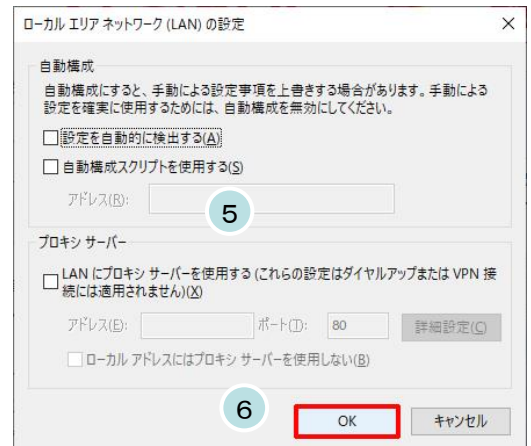 ローカル エリア ネットワーク (LAN) の設定
自動構成
自動構成にすると、手動による設定事項を上書きする場合があります。手動による
設定を確実に使用するためには、自動構成を無効にしてください。
設定を自動的に検出する(A)
自動構成スクリプトを使用する(S)
アドレス(R):
5
プロキシ サーバー
LAN にプロキシ サーバーを使用する (これらの設定はダイヤルアップまたは VPN 接
続には適用されません)(X)
アドレス(E): ポート(T): 80 詳細設定(C)
ローカル アドレスにはプロキシ サーバーを使用しない(B)
6
OK キャンセル